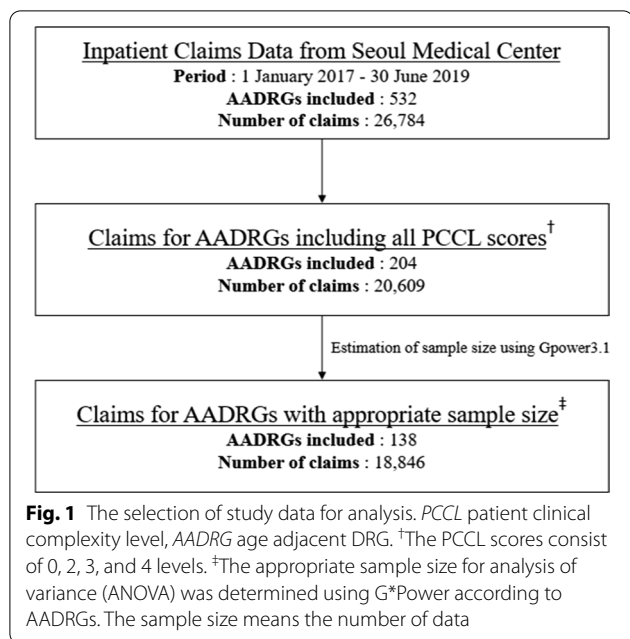 Inpatient Claims Data from Seoul Medical Center
Period : 1 January 2017 - 30 June 2019
AADRGs included : 532
Number of claims : 26,784
Claims for AADRGs including all PCCL scores†
AADRGs included : 204
Number of claims : 20,609
Estimation of sample size using Gpower3.1
Claims for AADRGs with appropriate sample size‡
AADRGs included : 138
Number of claims : 18,846
Fig. 1 The selection of study data for analysis. PCCL patient clinical
complexity level, AADRG age adjacent DRG. †The PCCL scores consist
of 0, 2, 3, and 4 levels. ‡The appropriate sample size for analysis of
variance (ANOVA) was determined using G*Power according to
AADRGs. The sample size means the number of data